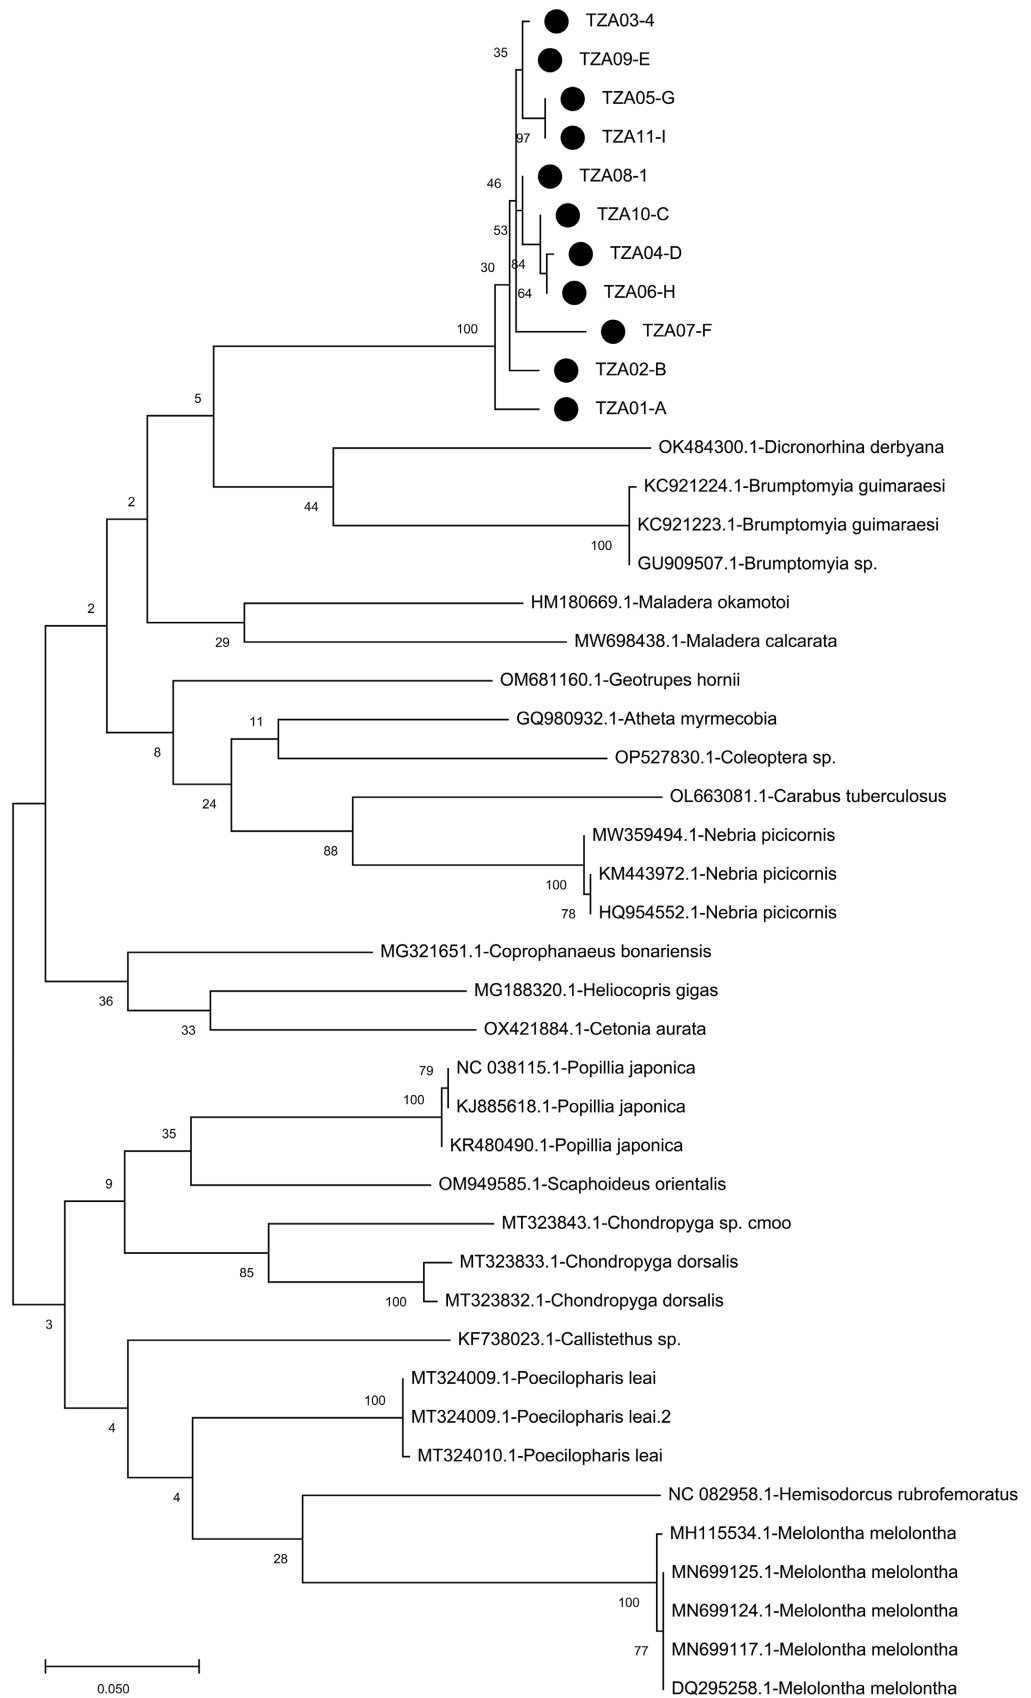 TZA03-4
35
TZA09-E
TZA05-G
97
TZA11-I
46
TZA08-1
TZA10-C
53
84
TZA04-D
30
64
TZA06-H
100
TZA07-F
TZA02-B
5
TZA01-A
OK484300.1-Dicronorhina derbyana
KC921224.1-Brumptomyia guimaraesi
2
44
KC921223.1-Brumptomyia guimaraesi
100
GU909507.1-Brumptomyia sp.
2
HM180669.1-Maladera okamotoi
29
MW698438.1-Maladera calcarata
OM681160.1-Geotrupes hornii
11
GQ980932.1-Atheta myrmecobia
8
OP527830.1-Coleoptera sp.
24
OL663081.1-Carabus tuberculosus
MW359494.1-Nebria picicornis
88
KM443972.1-Nebria picicornis
100
78
HQ954552.1-Nebria picicornis
MG321651.1-Coprophanaeus bonariensis
36
MG188320.1-Heliocopris gigas
33
OX421884.1-Cetonia aurata
79
NC 038115.1-Popillia japonica
100
KJ885618.1-Popillia japonica
35
KR480490.1-Popillia japonica
9
OM949585.1-Scaphoideus orientalis
MT323843.1-Chondropyga sp. cmoo
85
MT323833.1-Chondropyga dorsalis
100
MT323832.1-Chondropyga dorsalis
3
KF738023.1-Callistethus sp.
MT324009.1-Poecilopharis leai
100
MT324009.1-Poecilopharis leai.2
4
MT324010.1-Poecilopharis leai
4
NC 082958.1-Hemisodorcus rubrofemoratus
MH115534.1-Melolontha melolontha
28
MN699125.1-Melolontha melolontha
100
MN699124.1-Melolontha melolontha
77
MN699117.1-Melolontha melolontha
0.050
DQ295258.1-Melolontha melolontha